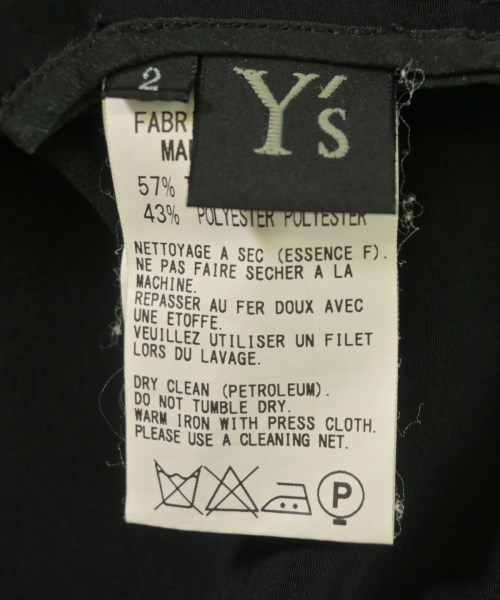 2
Y's
57%
43% POLYESTER POLYESTER
NETTOYAGE A SEC (ESSENCE F).
NE PAS FAIRE SECHER A LA
MACHINE.
REPASSER AU FER DOUX AVEC
UNE ETOFFE.
VEUILLEZ UTILISER UN FILET
LORS DU LAVAGE.
DRY CLEAN (PETROLEUM).
DO NOT TUMBLE DRY.
WARM IRON WITH PRESS CLOTH.
PLEASE USE A CLEANING NET.
P